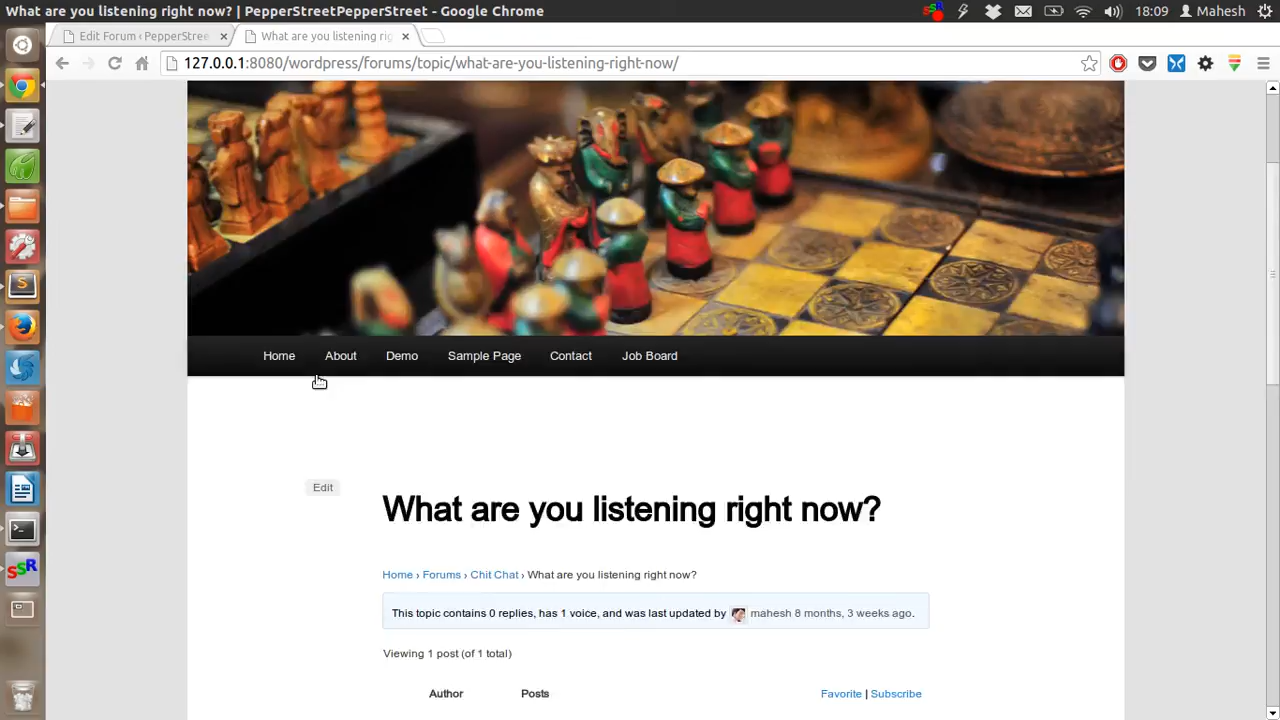 What are you listening right now? | PepperStreetPepperStreet - Google Chrome
18:09 Mahesh
Edit Forum ‹ PepperStree
What are you listening rig
127.0.0.1:8080/wordpress/forums/topic/what-are-you-listening-right-now/
Home About Demo Sample Page Contact Job Board
Edit
What are you listening right now?
Home › Forums › Chit Chat › What are you listening right now?
This topic contains 0 replies, has 1 voice, and was last updated by mahesh 8 months, 3 weeks ago.
Viewing 1 post (of 1 total)
Author Posts Favorite | Subscribe